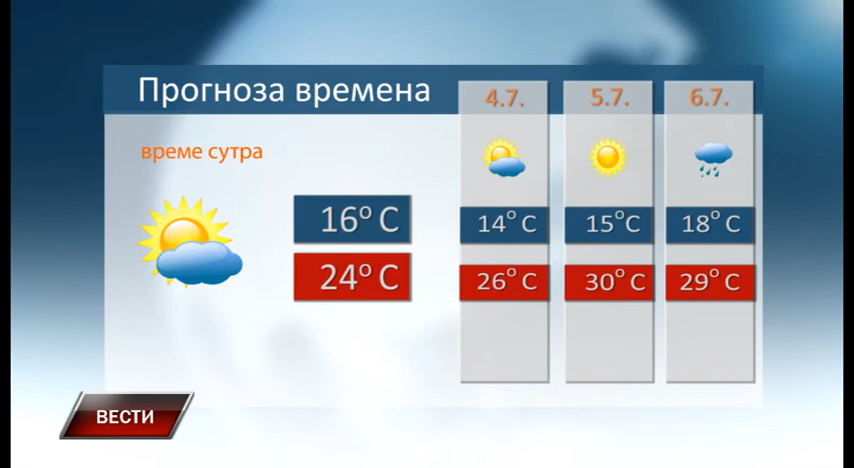 Прогноза времена
време сутра
16° C
24° C
4.7. 5.7. 6.7.
14° C 15°C 18° C
26° C 30° C 29° C
ВЕСТИ